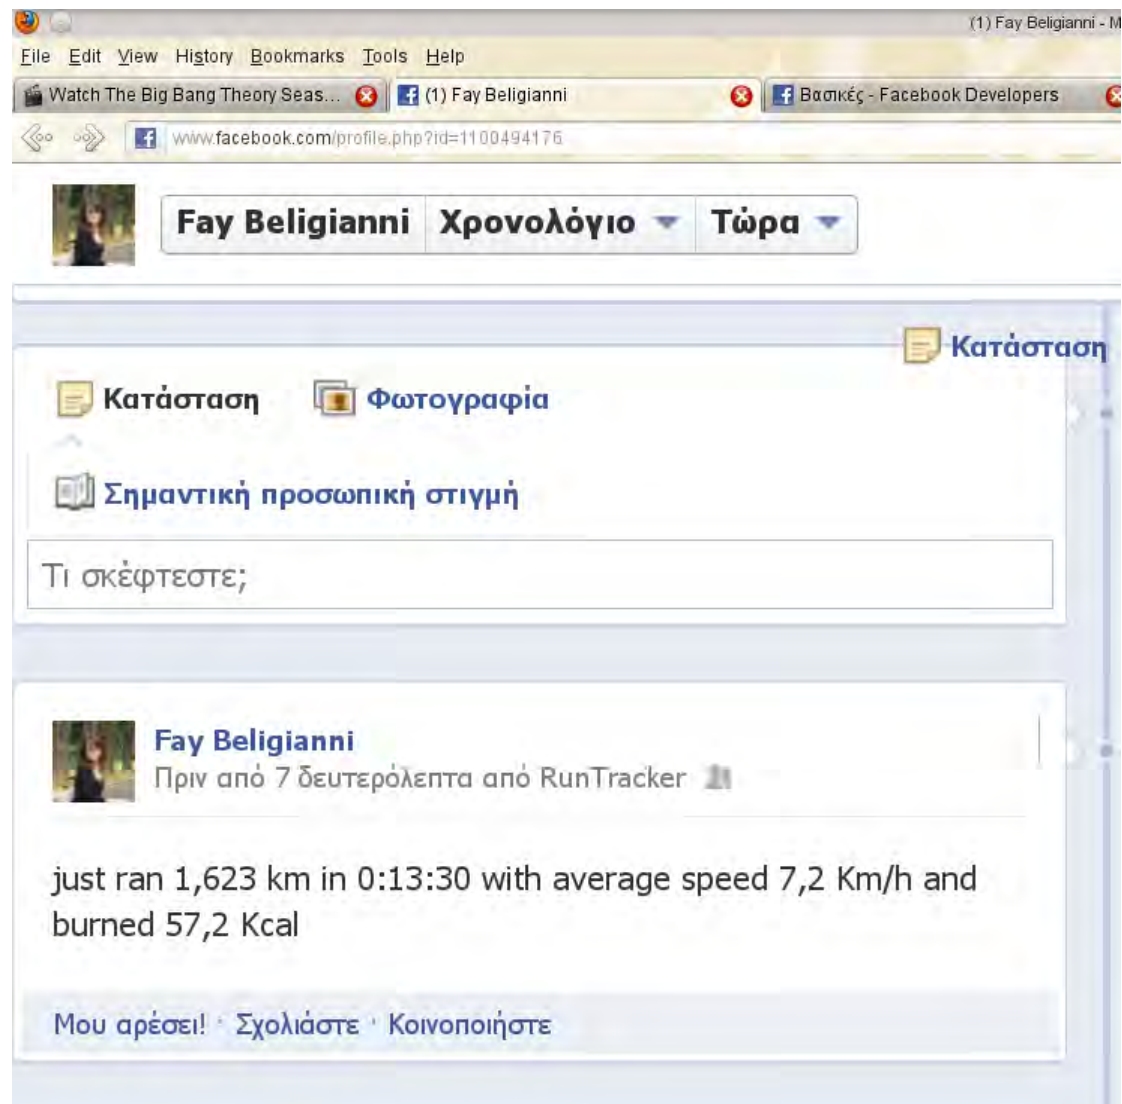 (1) Fay Beligianni - M
File Edit View History Bookmarks Tools Help
Watch The Big Bang Theory Seas... (1) Fay Beligianni Βασικές - Facebook Developers
www.facebook.com/profile.php?id=1100494176
Fay Beligianni Χρονολόγιο Τώρα
Κατάσταση
Κατάσταση Φωτογραφία
Σημαντική προσωπική στιγμή
Τι σκέφτεστε;
Fay Beligianni
Πριν από 7 δευτερόλεπτα από RunTracker
just ran 1,623 km in 0:13:30 with average speed 7,2 Km/h and
burned 57,2 Kcal
Μου αρέσει! · Σχολιάστε · Κοινοποιήστε